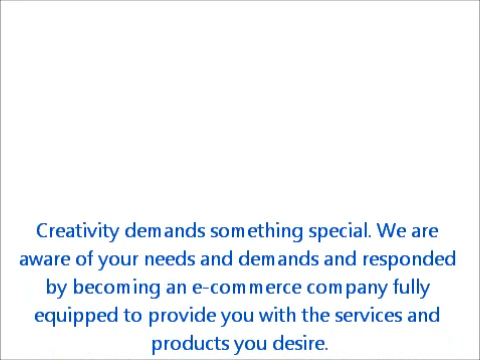 Creativity demands something special. We are
aware of your needs and demands and responded
by becoming an e-commerce company fully
equipped to provide you with the services and
products you desire.